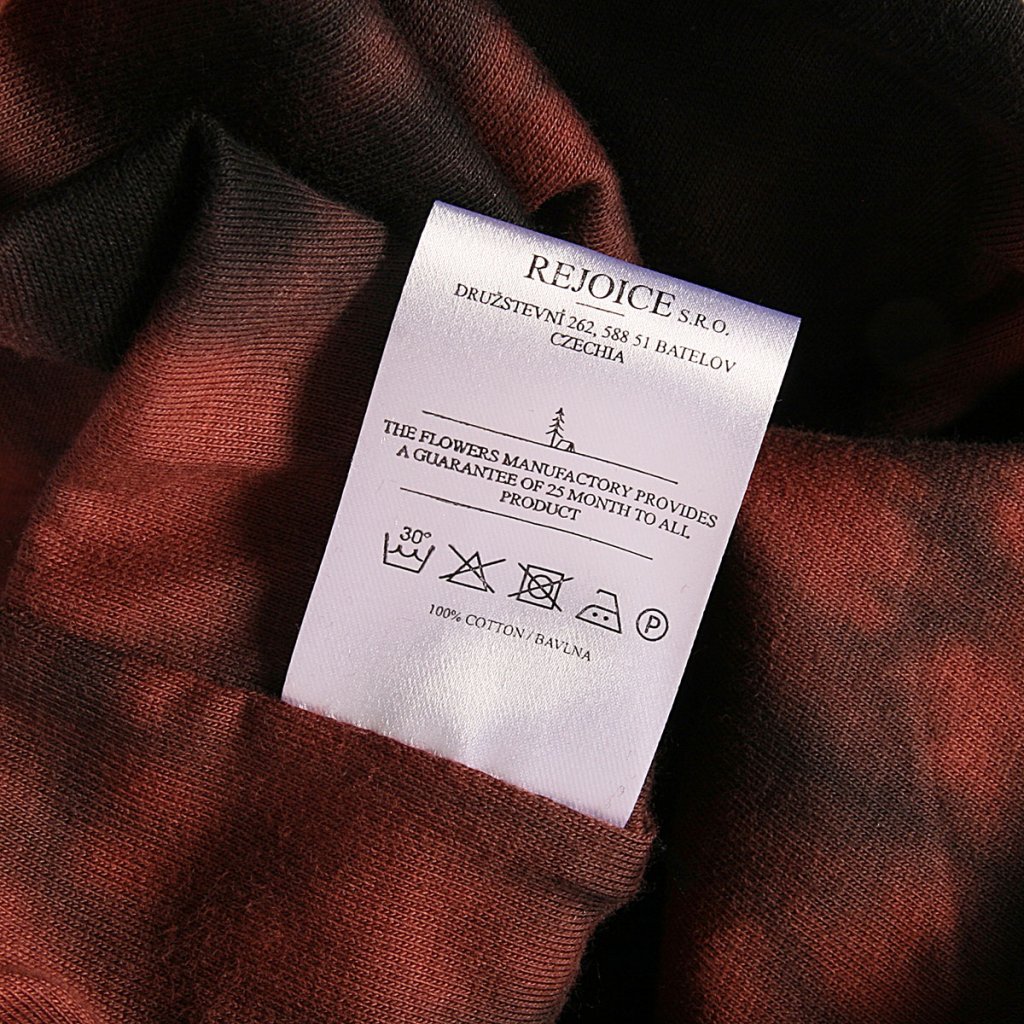 REJOICE S.R.O.
DRUŽSTEVNÍ 262, 588 51 BATELOV
CZECHIA
THE FLOWERS MANUFACTORY PROVIDES
A GUARANTEE OF 25 MONTH TO ALL
PRODUCT
30°
P
100% COTTON / BAVLNA